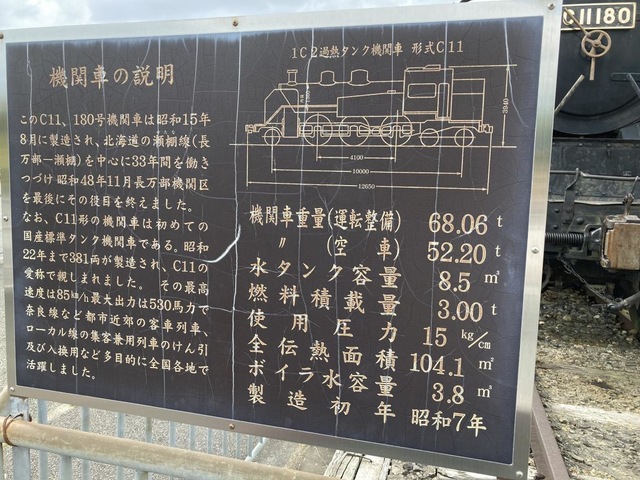 C11180
機関車の説明
このC11、180号機関車は昭和15年
8月に製造され、北海道の瀬棚線(長
万部―瀬棚)を中心に33年間を働き
つづけ昭和48年11月長万部機関区
を最後にその役目を終えました。
なお、C11形の機関車は初めての
国産標準タンク機関車である。昭和
22年まで381両が製造され、C11の
愛称で親しまれました。その最高
速度は85km/h最大出力は530馬力で
奈良線など都市近郊の客車列車、
ローカル線の集客兼用列車のけん引
及び入換用など多目的に全国各地で
活躍しました。
1C2過熱タンク機関車 形式C11
3940
4100
10000
12650
機関車重量(運転整備) 68.06 t
〃 (空車) 52.20 t
水タンク容量 8.5 m³
燃料積載量 3.00 t
使用圧力 15 kg/cm
全伝熱面積 104.1 m²
ボイラ水容量 3.8 m³
製造初年 昭和7年